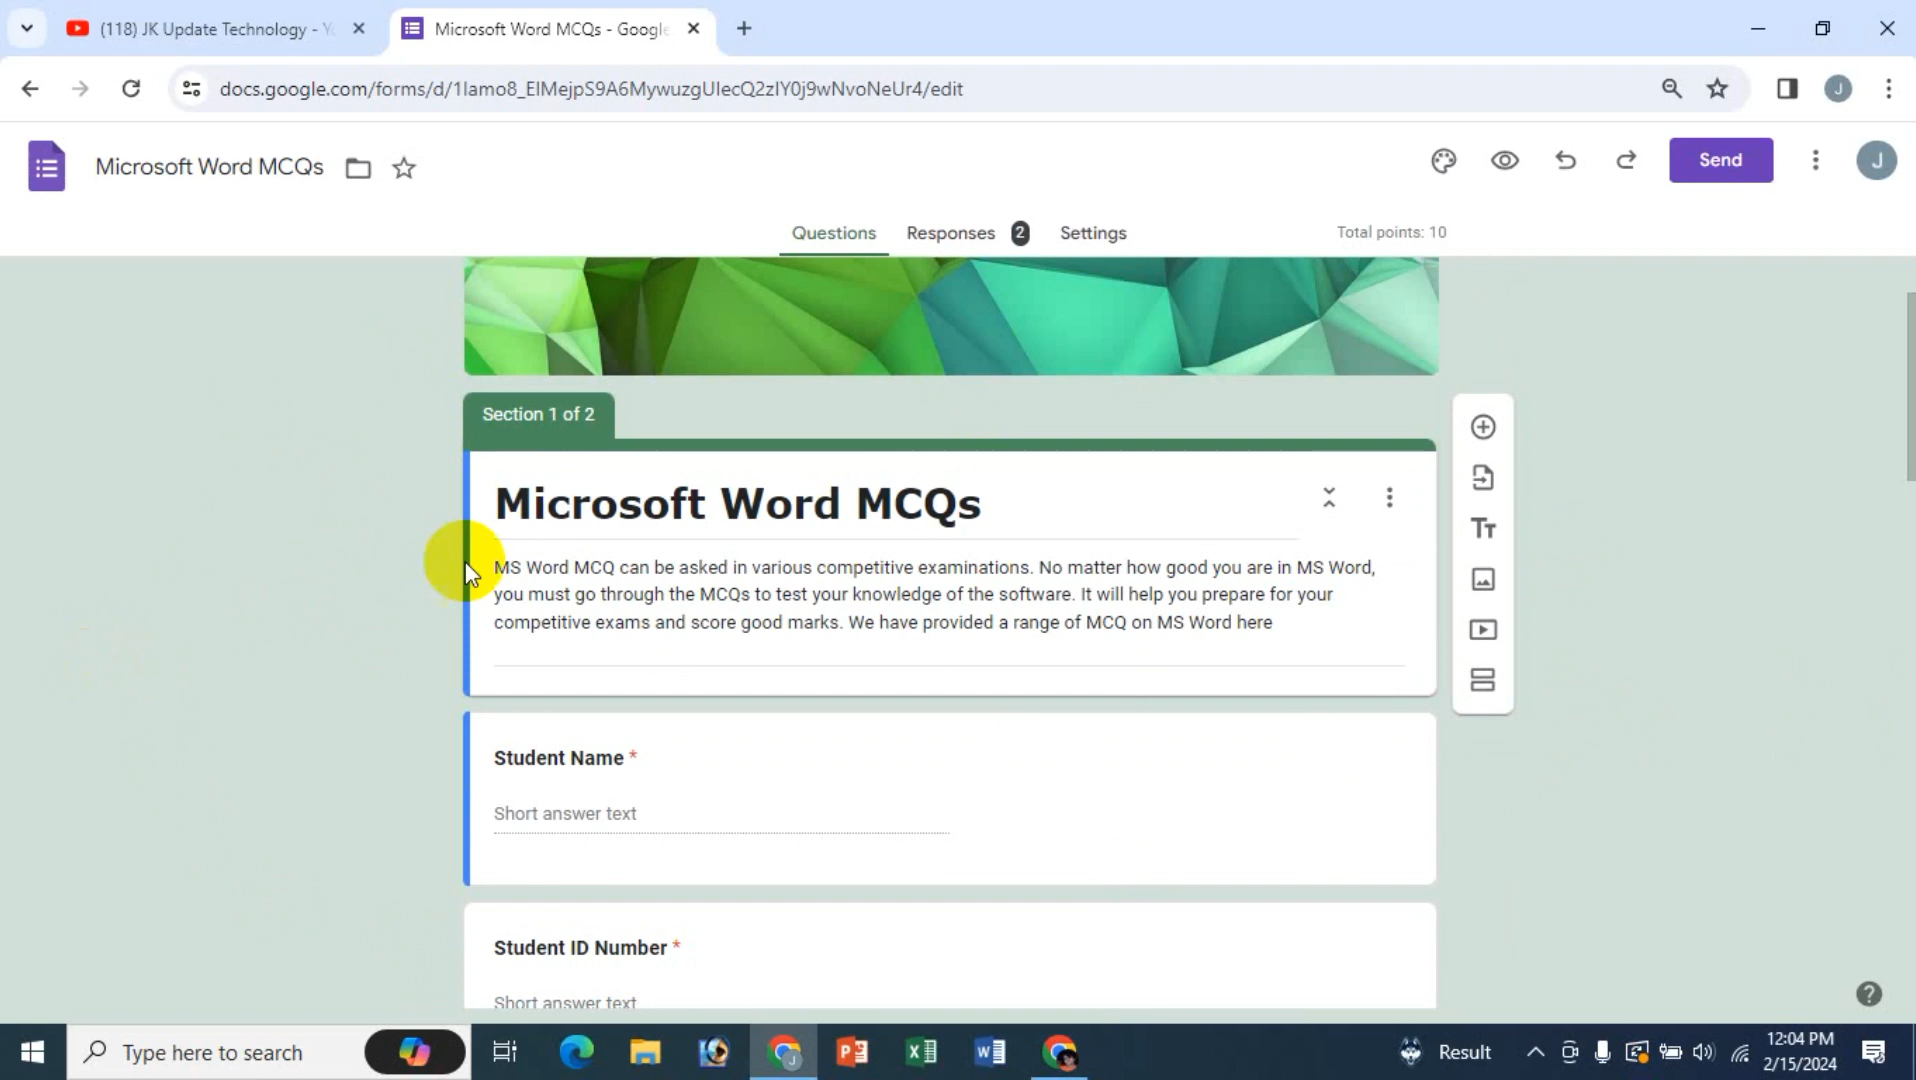 (118) JK Update Technology - Yo
Microsoft Word MCQs - Google
docs.google.com/forms/d/1Iamo8_ElMejpS9A6MywuzgUlecQ2zIY0j9wNvoNeUr4/edit
J
Microsoft Word MCQs
Send
J
Questions
Responses
2
Settings
Total points: 10
Section 1 of 2
Microsoft Word MCQs
MS Word MCQ can be asked in various competitive examinations. No matter how good you are in MS Word,
you must go through the MCQs to test your knowledge of the software. It will help you prepare for your
competitive exams and score good marks. We have provided a range of MCQ on MS Word here
Student Name *
Short answer text
Student ID Number *
Short answer text
Type here to search
Result
12:04 PM
2/15/2024